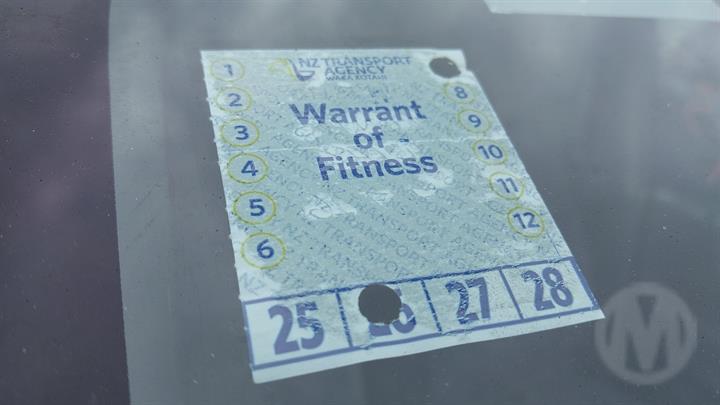 NZ TRANSPORT
AGENCY
WAKA KOTAHI
Warrant
of
Fitness
1
2
3
4
5
6
8
9
10
11
12
25
26
27
28
M